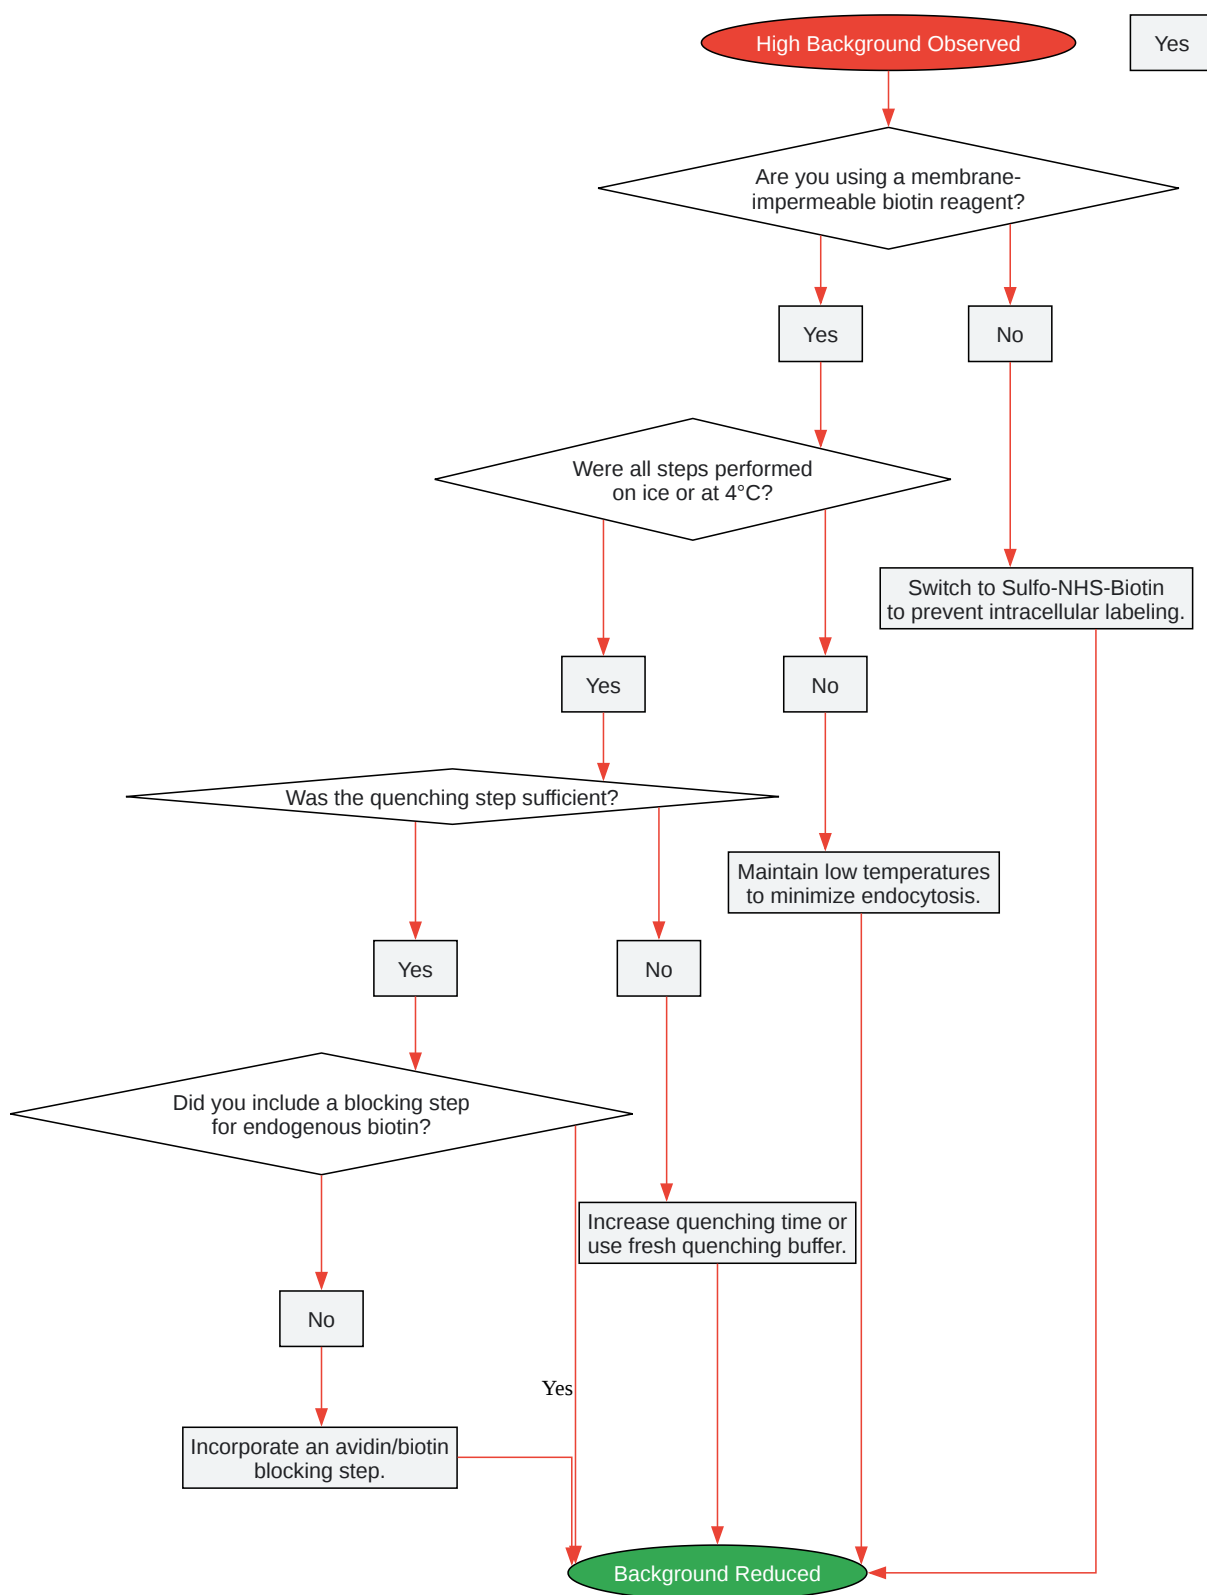 High Background Observed
Yes
Are you using a membrane-
impermeable biotin reagent?
Yes
No
Were all steps performed
on ice or at 4°C?
Switch to Sulfo-NHS-Biotin
to prevent intracellular labeling.
Yes
No
Was the quenching step sufficient?
Maintain low temperatures
to minimize endocytosis.
Yes
No
Did you include a blocking step
for endogenous biotin?
Increase quenching time or
use fresh quenching buffer.
No
Yes
Incorporate an avidin/biotin
blocking step.
Background Reduced